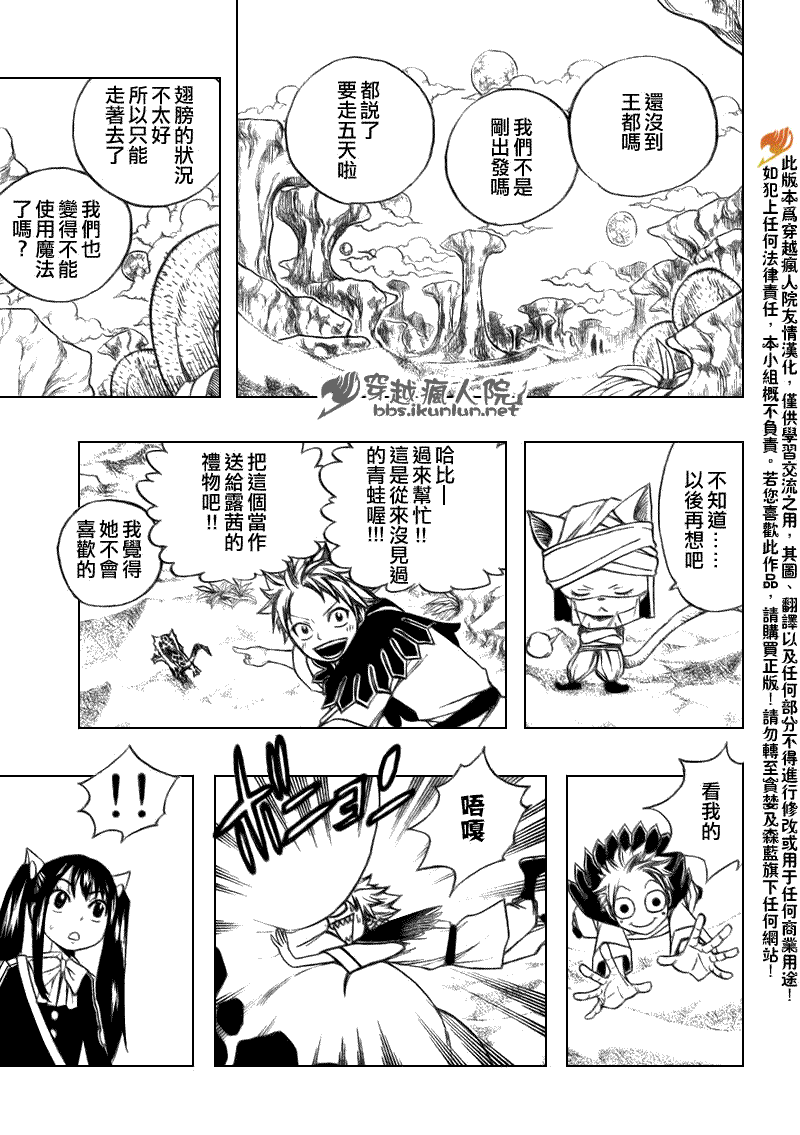 還沒到
王都嗎
我們不是
剛出發嗎
都説了
要走五天啦
翅膀的狀況
不太好
所以只能
走著去了
我們也
變得不能
使用魔法
了嗎？
穿越瘋人院
bbs.ikunlun.net
不知道……
以後再想吧
哈比—
過來幫忙!!
這是從來沒見過
的青蛙喔!!!
把這個當作
送給露茜的
禮物吧!!
我覺得
她不會
喜歡的
看我的
唔嘎
ボニョーン
!!
此版本爲穿越瘋人院友情漢化，僅供學習交流之用，其圖、翻譯以及任何部分不得進行修改或用于任何商業用途！
如犯上任何法律責任，本小組概不負責。若您喜歡此作品，請購買正版！請勿轉至貪婪及森藍旗下任何網站！